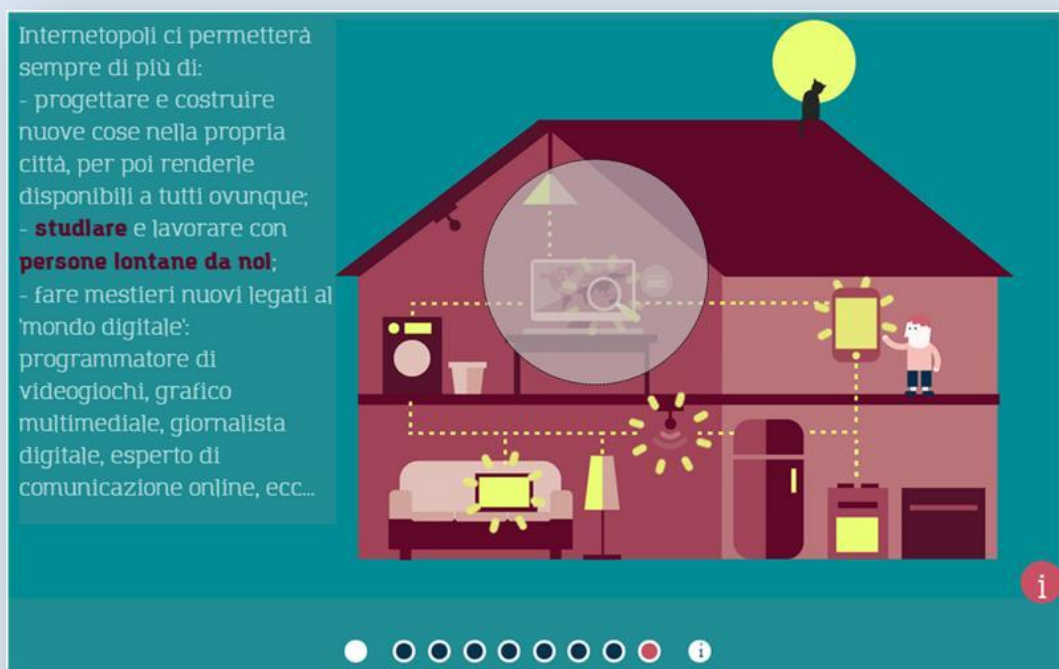 Internetopoli ci permetterà
sempre di più di:
- progettare e costruire
nuove cose nella propria
città, per poi renderle
disponibili a tutti ovunque;
- studiare e lavorare con
persone lontane da noi;
- fare mestieri nuovi legati al
'mondo digitale':
programmatore di
videogiochi, grafico
multimediale, giornalista
digitale, esperto di
comunicazione online, ecc...
i
i